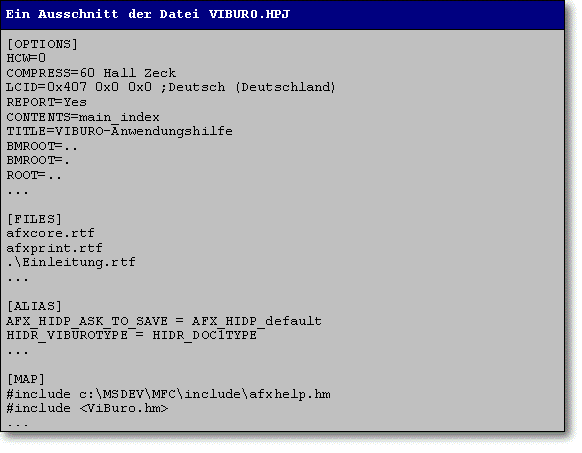 Ein Ausschnitt der Datei VIBURO.HPJ
[OPTIONS]
HCW=0
COMPRESS=60 Hall Zeck
LCID=0x407 0x0 0x0 ;Deutsch (Deutschland)
REPORT=Yes
CONTENTS=main_index
TITLE=VIBURO-Anwendungshilfe
BMROOT=..
BMROOT=.
ROOT=..
...
[FILES]
afxcore.rtf
afxprint.rtf
.\Einleitung.rtf
...
[ALIAS]
AFX_HIDP_ASK_TO_SAVE = AFX_HIDP_default
HIDR_VIBUROTYPE = HIDR_DOC1TYPE
...
[MAP]
#include c:\MSDEV\MFC\include\afxhelp.hm
#include <ViBuro.hm>
...